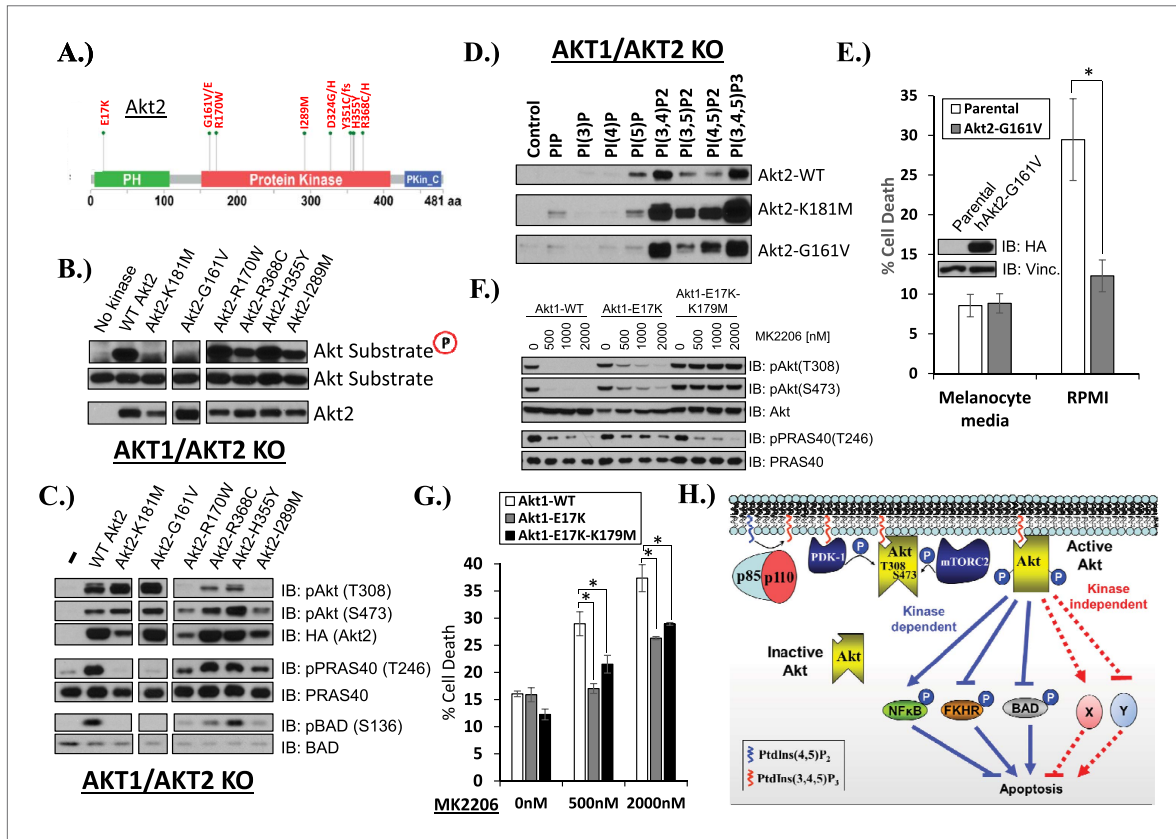 A.)
Akt2
E17K
G161V/E
R170W
I289M
D324G/H
Y351C/fs
H355Y
R368C/H
PH
Protein Kinase
PKin_C
0 100 200 300 400 481 aa
B.)
No kinase
WT Akt2
Akt2-K181M
Akt2-G161V
Akt2-R170W
Akt2-R368C
Akt2-H355Y
Akt2-I289M
Akt Substrate P
Akt Substrate
Akt2
AKT1/AKT2 KO
C.)
-
WT Akt2
Akt2-K181M
Akt2-G161V
Akt2-R170W
Akt2-R368C
Akt2-H355Y
Akt2-I289M
IB: pAkt (T308)
IB: pAkt (S473)
IB: HA (Akt2)
IB: pPRAS40 (T246)
IB: PRAS40
IB: pBAD (S136)
IB: BAD
AKT1/AKT2 KO
D.)
AKT1/AKT2 KO
Control
PIP
PI(3)P
PI(4)P
PI(5)P
PI(3,4)P2
PI(3,5)P2
PI(4,5)P2
PI(3,4,5)P3
Akt2-WT
Akt2-K181M
Akt2-G161V
E.)
% Cell Death
35
30
25
20
15
10
5
0
Parental
Akt2-G161V
*
Parental
hAkt2-G161V
IB: HA
IB: Vinc.
Melanocyte media
RPMI
F.)
Akt1-WT
Akt1-E17K
Akt1-E17K-
K179M
0 500 1000 2000 0 500 1000 2000 0 500 1000 2000
MK2206 [nM]
IB: pAkt(T308)
IB: pAkt(S473)
IB: Akt
IB: pPRAS40(T246)
IB: PRAS40
G.)
Akt1-WT
Akt1-E17K
Akt1-E17K-K179M
% Cell Death
40
35
30
25
20
15
10
5
0
*
*
*
*
MK2206 0nM 500nM 2000nM
H.)
p85 p110
PDK-1
P
Akt
T308
S473
P
mTORC2
P
Akt
P
Active
Akt
Kinase
dependent
Kinase
independent
Inactive
Akt
Akt
NFκB P
FKHR P
BAD P
X
Y
PtdIns(4,5)P2
PtdIns(3,4,5)P3
Apoptosis